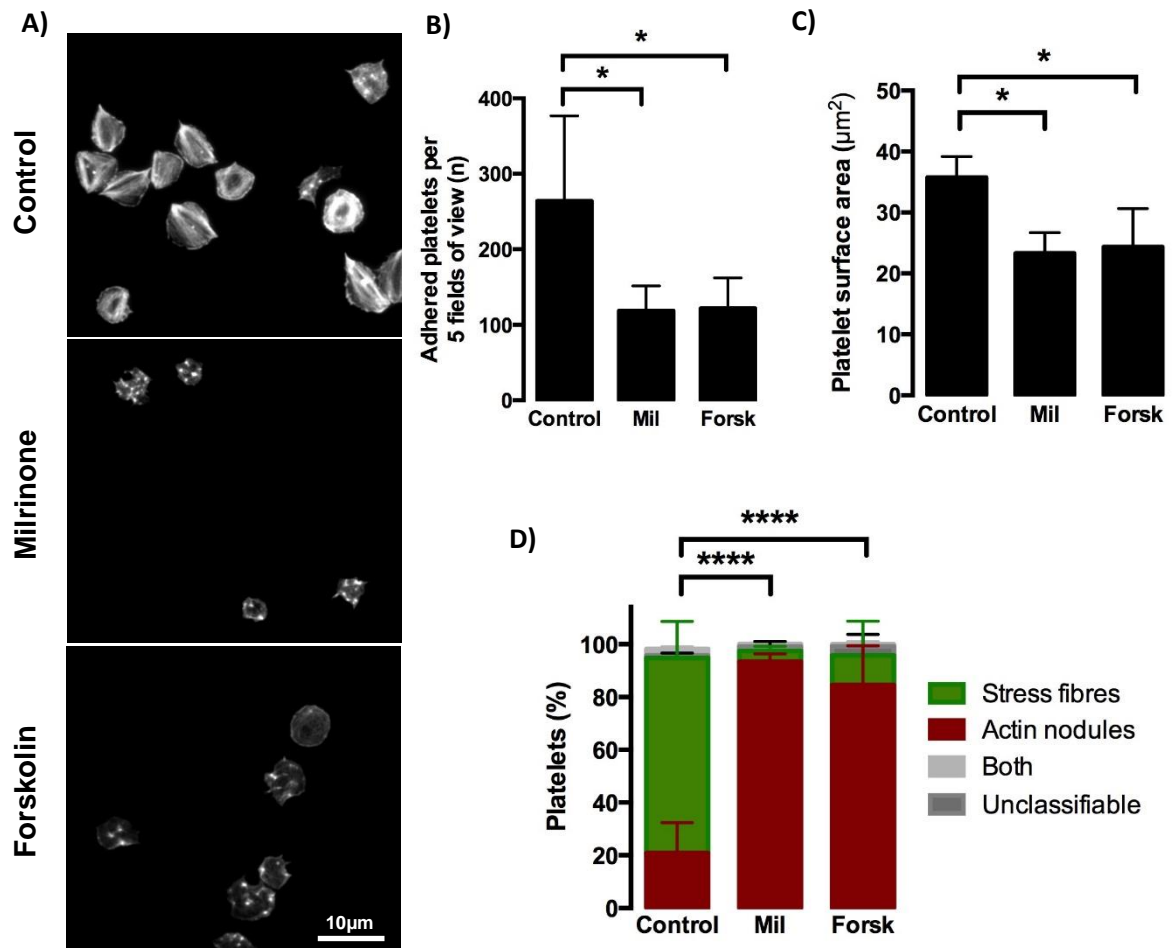 A)
Control
Milrinone
Forskolin
10µm
B)
*
*
Adhered platelets per
5 fields of view (n)
400
300
200
100
0
Control Mil Forsk
C)
*
*
Platelet surface area (µm²)
50
40
30
20
10
0
Control Mil Forsk
D)
****
****
Platelets (%)
100
80
60
40
20
0
Control Mil Forsk
Stress fibres
Actin nodules
Both
Unclassifiable